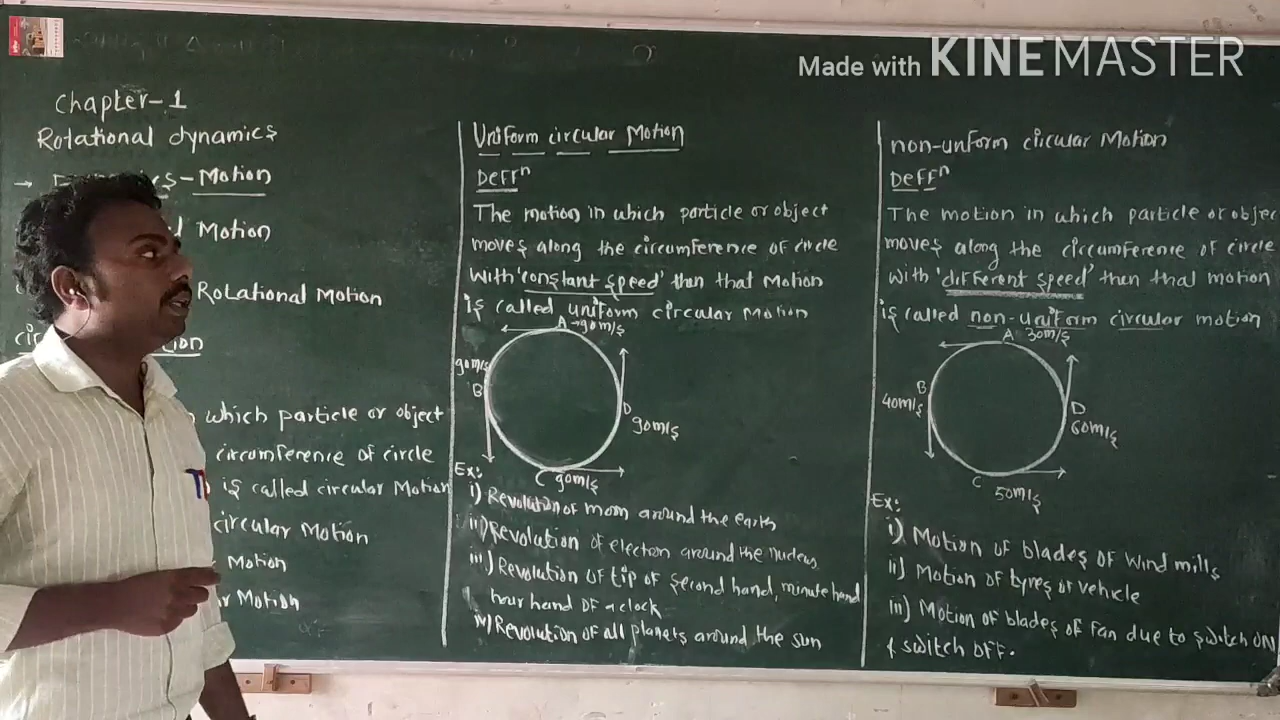 Made with KINEMASTER
Chapter-1
Rotational dynamics
→ - Motion
Motion
Rotational Motion
which particle or object
circumference of circle
is called circular Motion
circular Motion
Motion
Motion
Uniform circular Motion
Deffⁿ
The motion in which particle or object
moves along the circumference of circle
with 'constant speed' then that Motion
is called uniform circular Motion
A → 90m/s
90m/s
B
D
90m/s
C 90m/s
Ex:
i) Revolution of moon around the earth
ii) Revolution of electron around the nucleus
iii) Revolution of tip of second hand, minute hand
hour hand of a clock
iv) Revolution of all planets around the sun
non-unform circular Motion
Deffⁿ
The motion in which particle or objec
moves along the circumference of circle
with 'different speed' then that motion
is called non-uniform circular motion
A 30m/s
B
40m/s
D
60m/s
C
50m/s
Ex:
i) Motion of blades of wind mills
ii) Motion of tyres of vehicle
iii) Motion of blades of fan due to switch ON
& switch OFF.